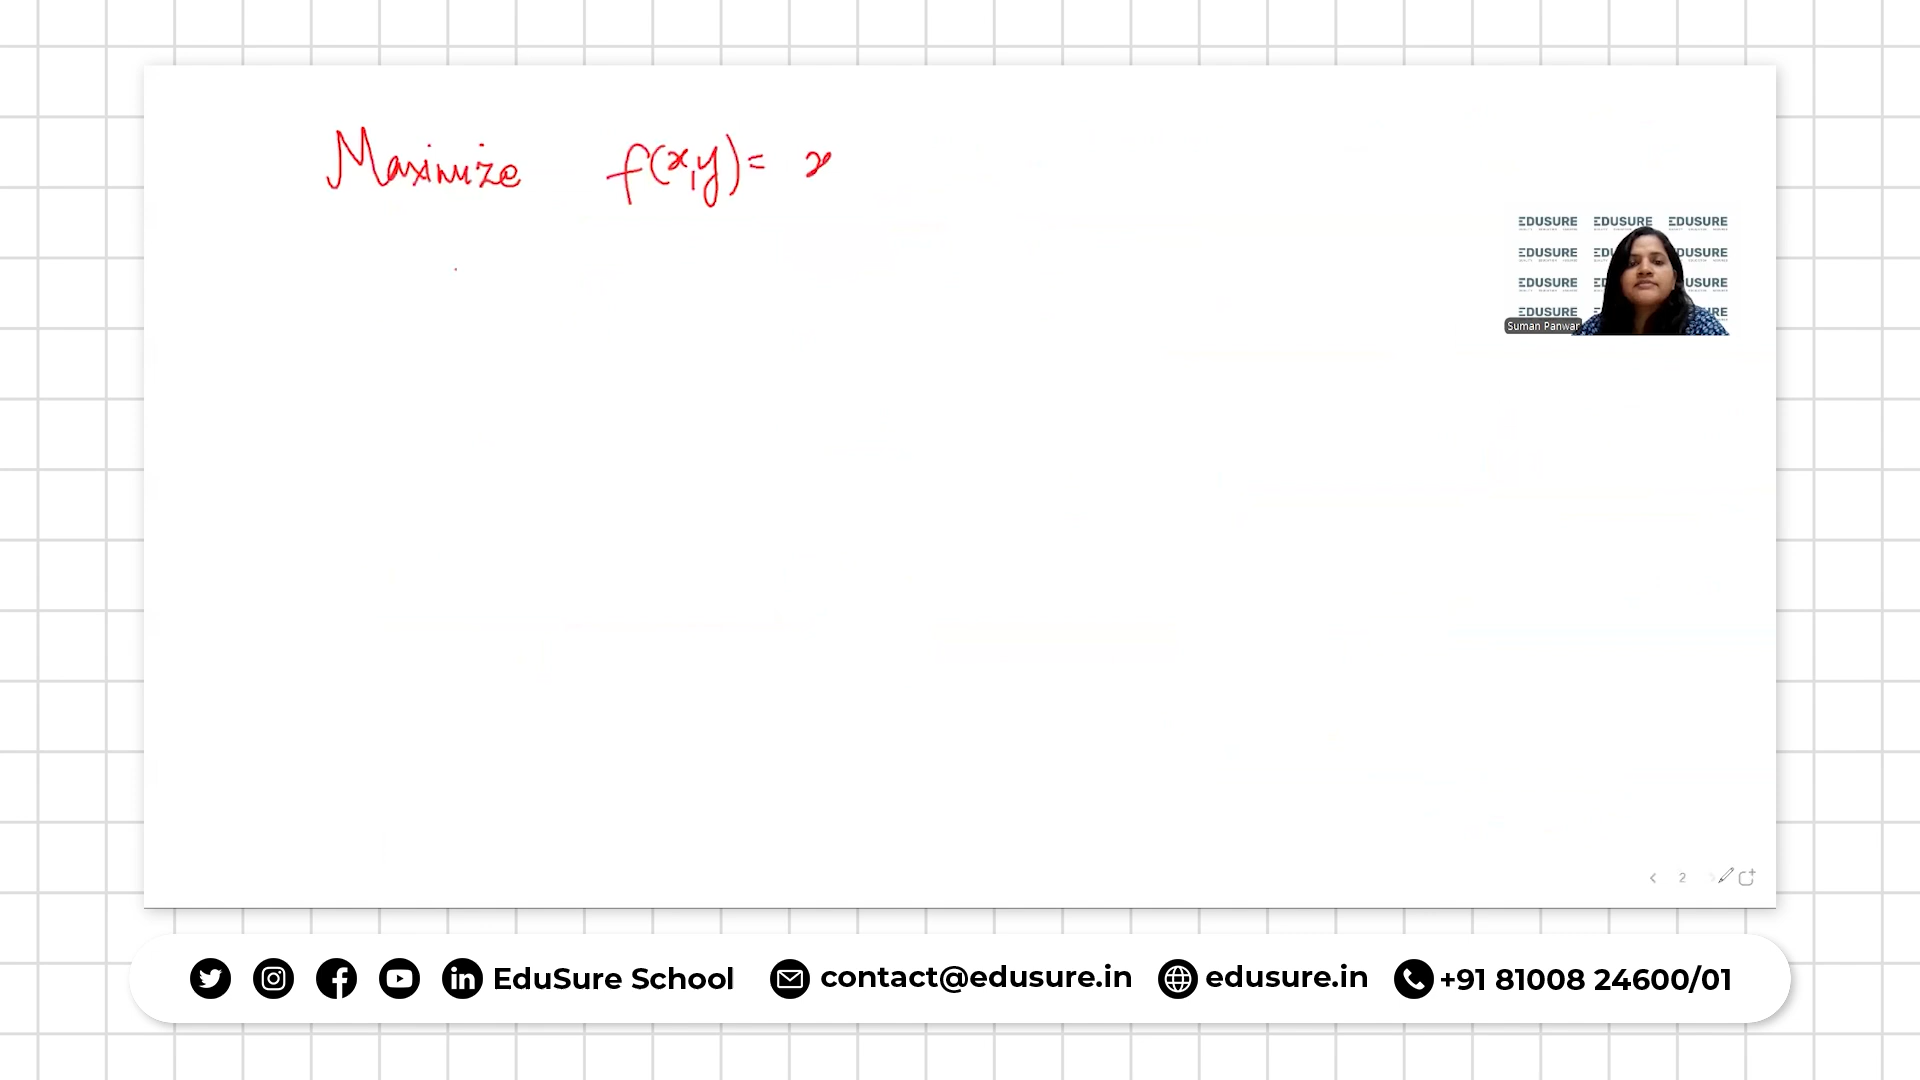 Maximize f(x,y) = x
EDUSURE EDUSURE EDUSURE
EDUSURE EDUSURE
EDUSURE
EDUSURE
Suman Panwar
2
EduSure School contact@edusure.in edusure.in +91 81008 24600/01